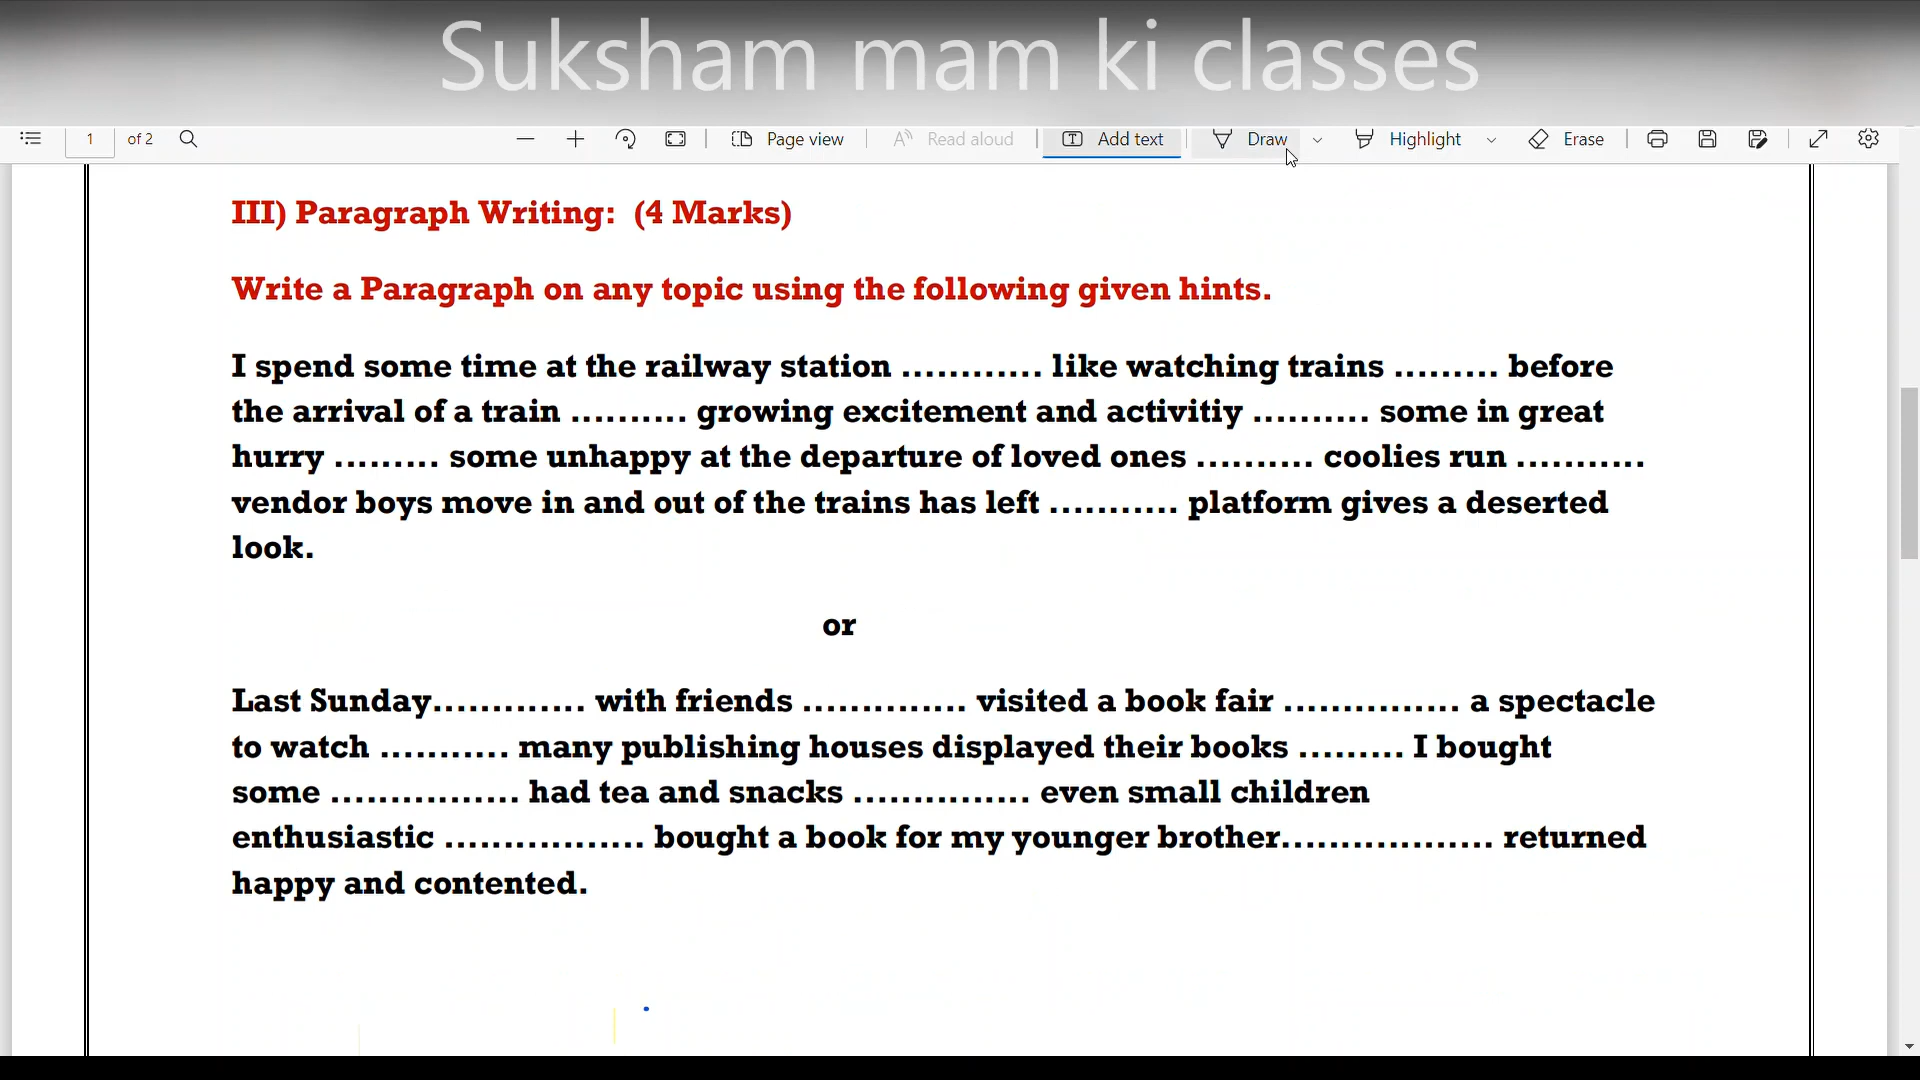 Suksham mam ki classes
1 of 2 Page view Read aloud Add text Draw Highlight Erase
III) Paragraph Writing: (4 Marks)
Write a Paragraph on any topic using the following given hints.
I spend some time at the railway station ............ like watching trains ......... before
the arrival of a train .......... growing excitement and activitiy .......... some in great
hurry ......... some unhappy at the departure of loved ones .......... coolies run ...........
vendor boys move in and out of the trains has left ........... platform gives a deserted
look.
or
Last Sunday............. with friends .............. visited a book fair ............... a spectacle
to watch ........... many publishing houses displayed their books ......... I bought
some ................ had tea and snacks ............... even small children
enthusiastic ................. bought a book for my younger brother.................. returned
happy and contented.